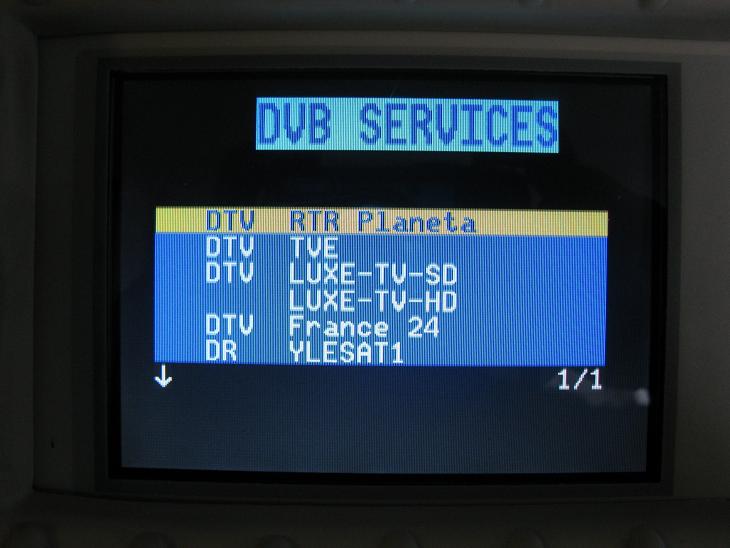 DVB SERVICES
DTV RTR Planeta
DTV TVE
DTV LUXE-TV-SD
LUXE-TV-HD
DTV France 24
DR YLESAT1
↓ 1/1